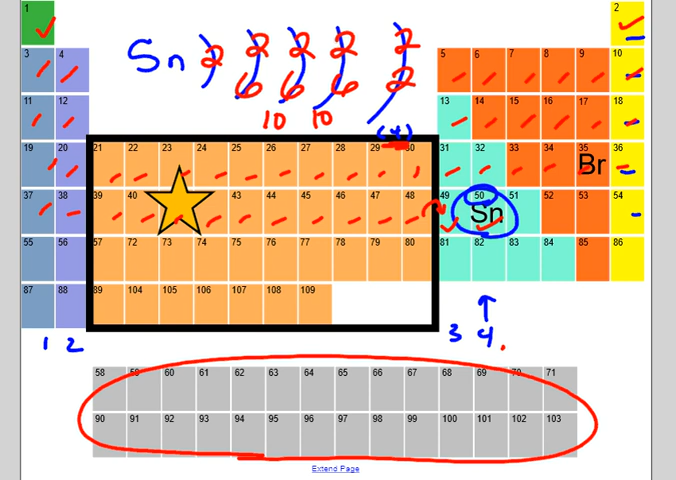 1 2
Sn 2 2 2 2 2
3 4 5 6 7 8 9 10
6 6 6 2
11 12 10 10 (4) 13 14 15 16 17 18
19 20 21 22 23 24 25 26 27 28 29 30 31 32 33 34 35 36
Br
37 38 39 40 43 44 45 46 47 48 49 50 51 52 53 54
Sn
55 56 57 72 73 74 75 76 77 78 79 80 81 82 83 84 85 86
87 88 89 104 105 106 107 108 109
1 2 3 4.
58 59 60 61 62 63 64 65 66 67 68 69 70 71
90 91 92 93 94 95 96 97 98 99 100 101 102 103
Extend Page